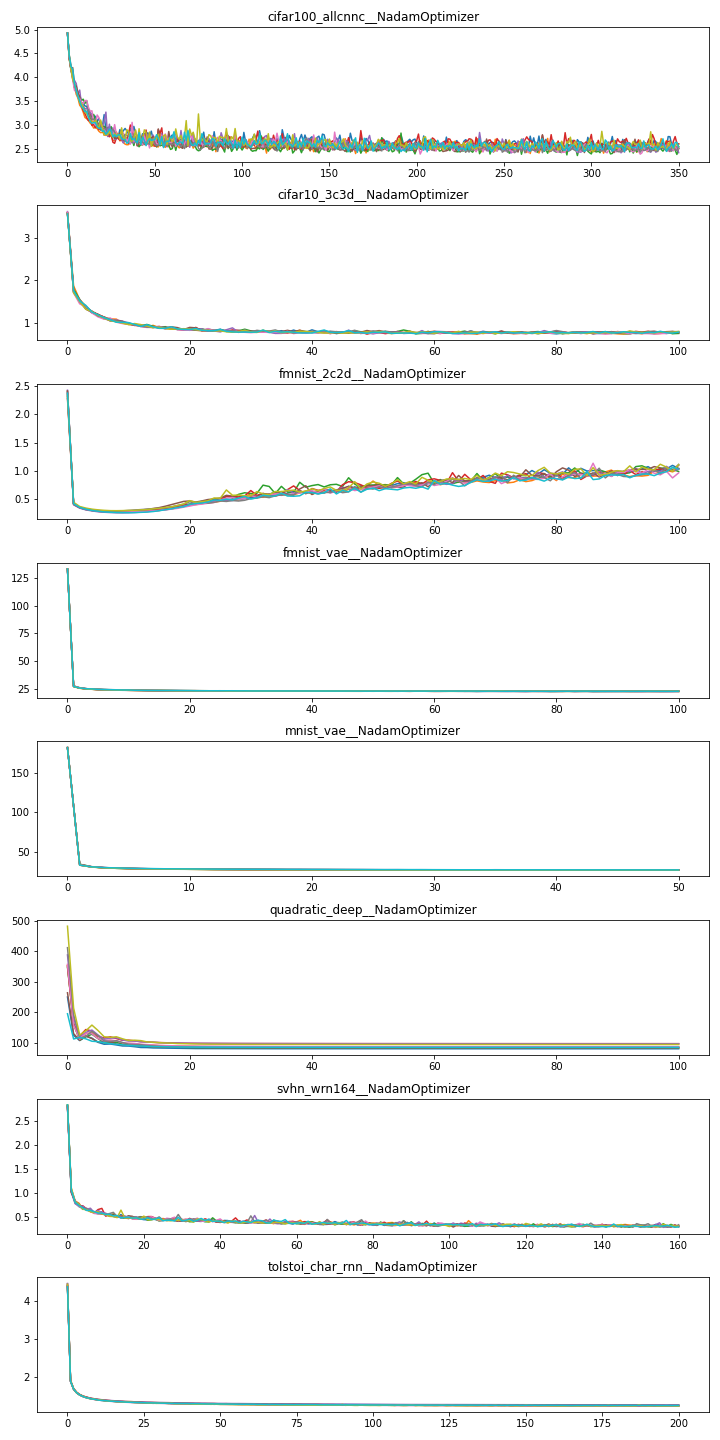 cifar100_allcnnc__NadamOptimizer
5.0
4.5
4.0
3.5
3.0
2.5
0 50 100 150 200 250 300 350
cifar10_3c3d__NadamOptimizer
3
2
1
0 20 40 60 80 100
fmnist_2c2d__NadamOptimizer
2.5
2.0
1.5
1.0
0.5
0 20 40 60 80 100
fmnist_vae__NadamOptimizer
125
100
75
50
25
0 20 40 60 80 100
mnist_vae__NadamOptimizer
150
100
50
0 10 20 30 40 50
quadratic_deep__NadamOptimizer
500
400
300
200
100
0 20 40 60 80 100
svhn_wrn164__NadamOptimizer
2.5
2.0
1.5
1.0
0.5
0 20 40 60 80 100 120 140 160
tolstoi_char_rnn__NadamOptimizer
4
3
2
0 25 50 75 100 125 150 175 200